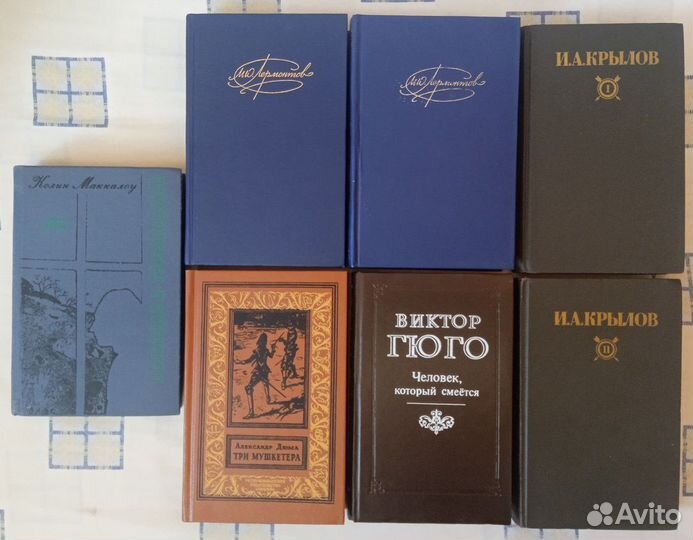 М.Ю. Лермонтов
М.Ю. Лермонтов
И.А.КРЫЛОВ
I
Колин Маккалоу
Александр Дюма
ТРИ МУШКЕТЕРА
ВИКТОР
ГЮГО
Человек,
который смеётся
И.А.КРЫЛОВ
II
Avito